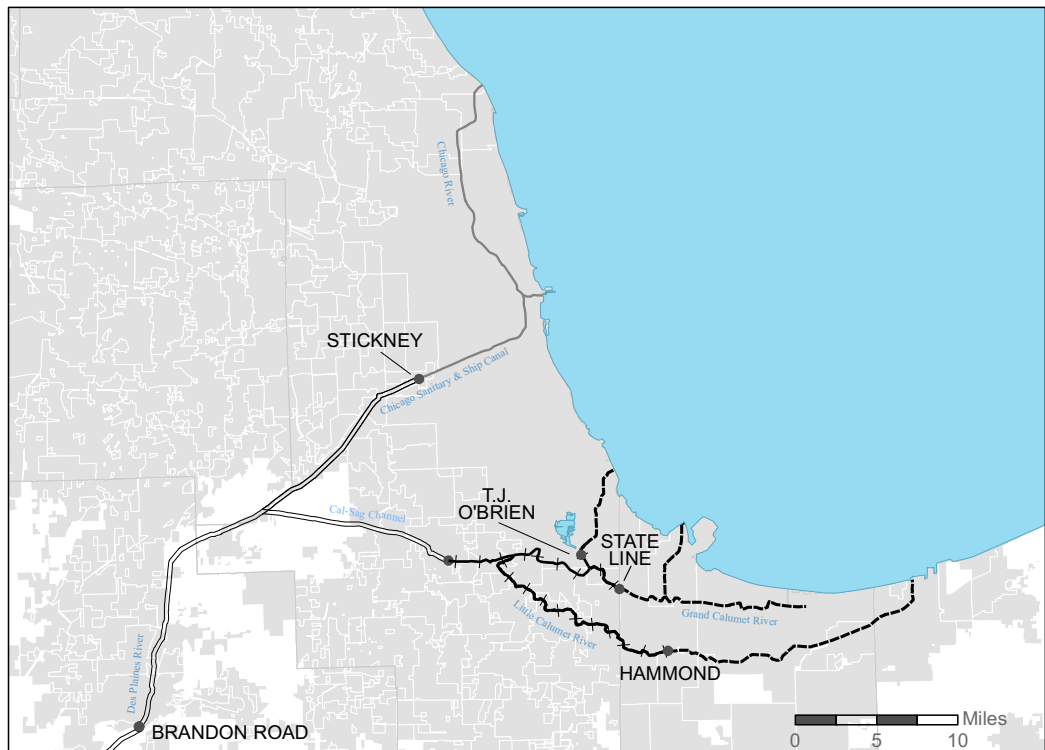 Chicago River
STICKNEY
Chicago Sanitary & Ship Canal
T.J.
O'BRIEN
Cal-Sag Channel
STATE
LINE
Little Calumet River
Grand Calumet River
HAMMOND
Des Plaines River
BRANDON ROAD
Miles
0 5 10